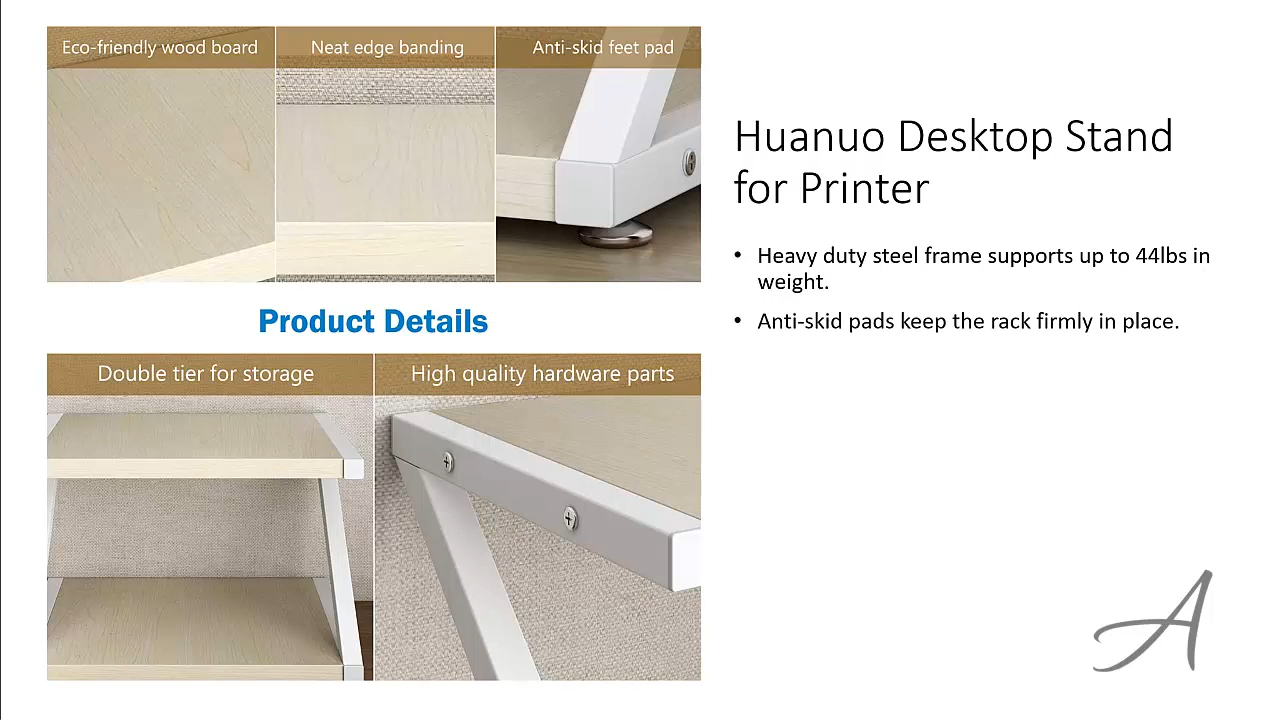 Eco-friendly wood board
Neat edge banding
Anti-skid feet pad
Product Details
Double tier for storage
High quality hardware parts
Huanuo Desktop Stand
for Printer
• Heavy duty steel frame supports up to 44lbs in
weight.
• Anti-skid pads keep the rack firmly in place.
A